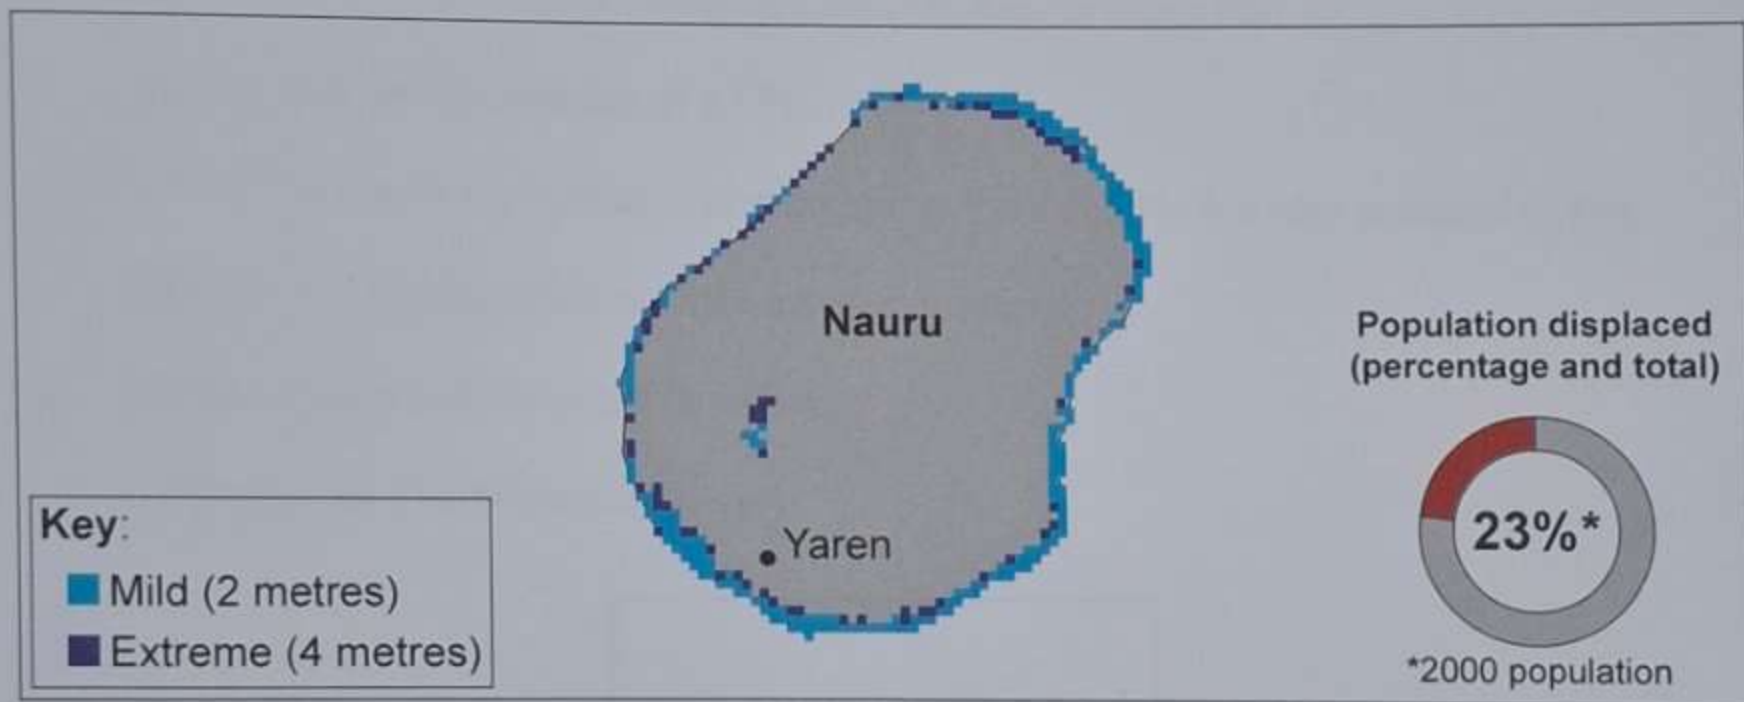 Nauru
Yaren
Key:
Mild (2 metres)
Extreme (4 metres)
Population displaced
(percentage and total)
23%*
*2000 population